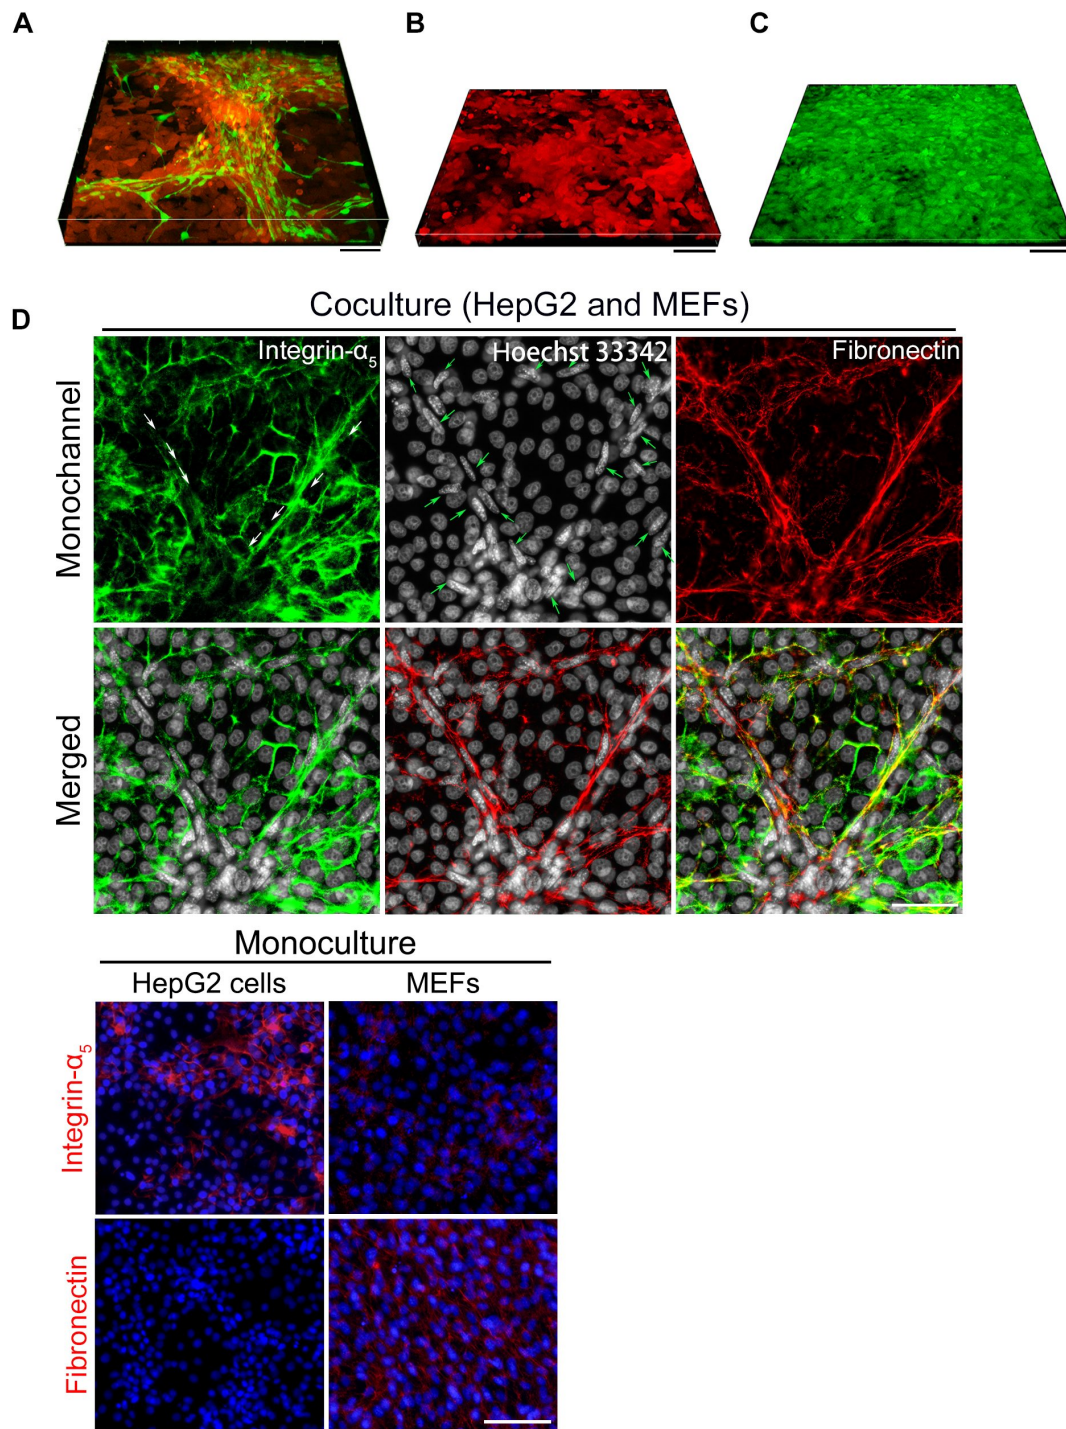 A
B
C
D
Coculture (HepG2 and MEFs)
Monochannel
Integrin-α₅
Hoechst 33342
Fibronectin
Merged
Monoculture
HepG2 cells
MEFs
Integrin-α₅
Fibronectin